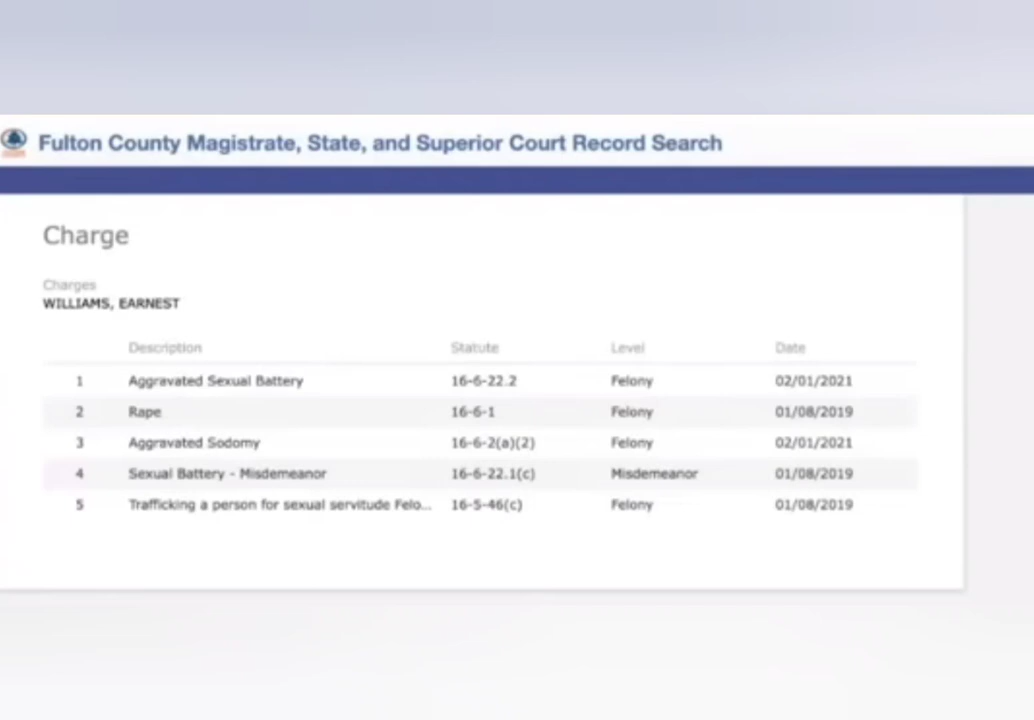 Fulton County Magistrate, State, and Superior Court Record Search
Charge
Charges
WILLIAMS, EARNEST
Description Statute Level Date
1 Aggravated Sexual Battery 16-6-22.2 Felony 02/01/2021
2 Rape 16-6-1 Felony 01/08/2019
3 Aggravated Sodomy 16-6-2(a)(2) Felony 02/01/2021
4 Sexual Battery - Misdemeanor 16-6-22.1(c) Misdemeanor 01/08/2019
5 Trafficking a person for sexual servitude Felo... 16-5-46(c) Felony 01/08/2019